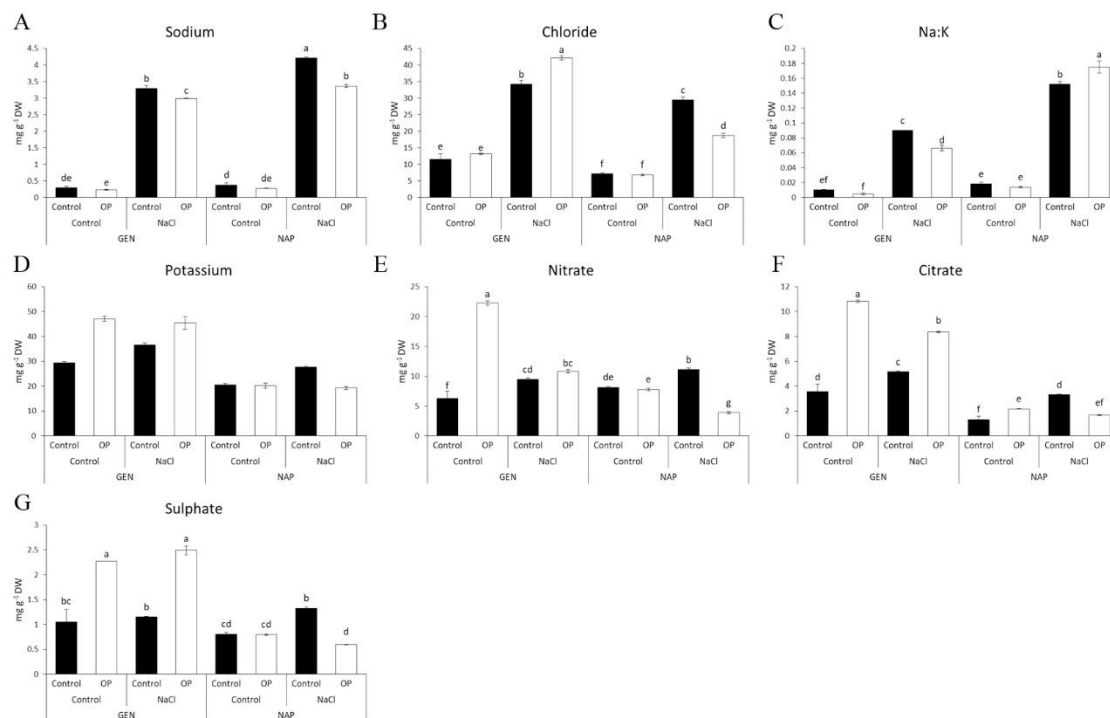 A
Sodium
4.5
4
3.5
3
2.5
2
1.5
1
0.5
0
mg g⁻¹ DW
de e b c d de a b
Control OP Control OP Control OP Control OP
Control NaCl Control NaCl
GEN NAP
B
Chloride
50
45
40
35
30
25
20
15
10
5
0
mg g⁻¹ DW
e e b a f f c d
Control OP Control OP Control OP Control OP
Control NaCl Control NaCl
GEN NAP
C
Na:K
0.2
0.18
0.16
0.14
0.12
0.1
0.08
0.06
0.04
0.02
0
mg g⁻¹ DW
ef f c d e e b a
Control OP Control OP Control OP Control OP
Control NaCl Control NaCl
GEN NAP
D
Potassium
60
50
40
30
20
10
0
mg g⁻¹ DW
Control OP Control OP Control OP Control OP
Control NaCl Control NaCl
GEN NAP
E
Nitrate
25
20
15
10
5
0
mg g⁻¹ DW
f a cd bc de e b g
Control OP Control OP Control OP Control OP
Control NaCl Control NaCl
GEN NAP
F
Citrate
12
10
8
6
4
2
0
mg g⁻¹ DW
d a c b f e d ef
Control OP Control OP Control OP Control OP
Control NaCl Control NaCl
GEN NAP
G
Sulphate
3
2.5
2
1.5
1
0.5
0
mg g⁻¹ DW
bc a b a cd cd b d
Control OP Control OP Control OP Control OP
Control NaCl Control NaCl
GEN NAP